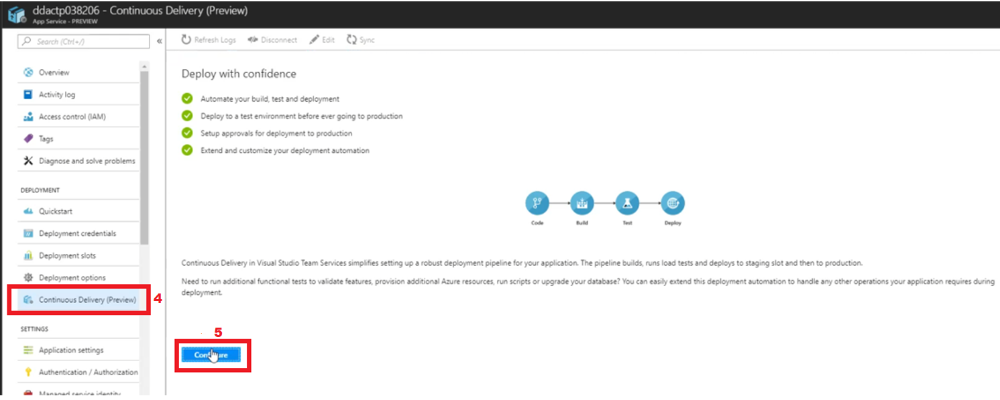 ddactp038206 - Continuous Delivery (Preview)
App Service - PREVIEW
Search (Ctrl+/)
«
Refresh Logs
Disconnect
Edit
Sync
Overview
Activity log
Access control (IAM)
Tags
Diagnose and solve problems
DEPLOYMENT
Quickstart
Deployment credentials
Deployment slots
Deployment options
Continuous Delivery (Preview)
4
SETTINGS
Application settings
Authentication / Authorization
Managed service identity
Deploy with confidence
Automate your build, test and deployment
Deploy to a test environment before ever going to production
Setup approvals for deployment to production
Extend and customize your deployment automation
Code
Build
Test
Deploy
Continuous Delivery in Visual Studio Team Services simplifies setting up a robust deployment pipeline for your application. The pipeline builds, runs load tests and deploys to staging slot and then to production.
Need to run additional functional tests to validate features, provision additional Azure resources, run scripts or upgrade your database? You can easily extend this deployment automation to handle any other operations your application requires during
deployment.
5
Configure